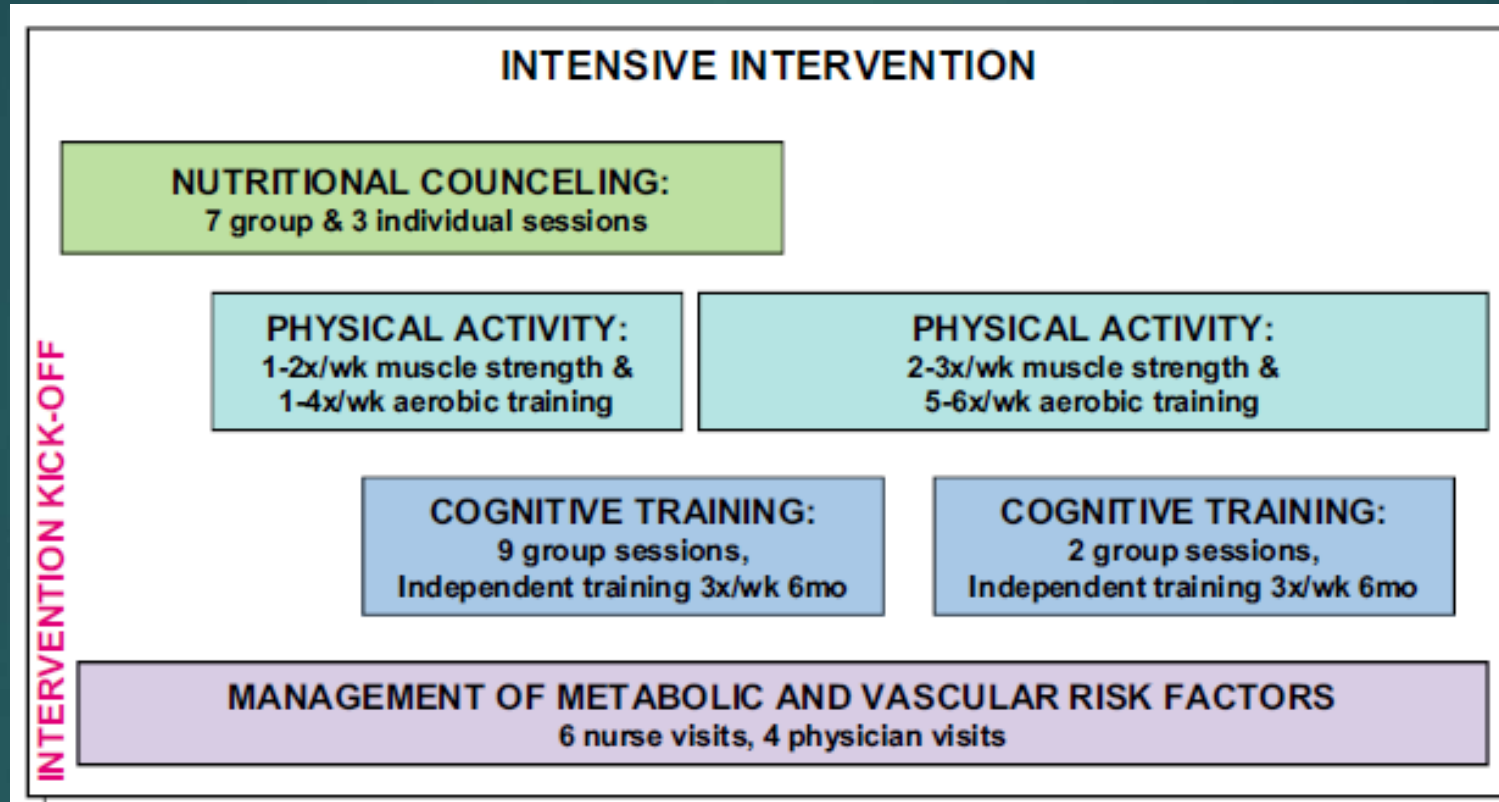 INTENSIVE INTERVENTION
NUTRITIONAL COUNCELING:
7 group & 3 individual sessions
PHYSICAL ACTIVITY:
1-2x/wk muscle strength &
1-4x/wk aerobic training
PHYSICAL ACTIVITY:
2-3x/wk muscle strength &
5-6x/wk aerobic training
COGNITIVE TRAINING:
9 group sessions,
Independent training 3x/wk 6mo
COGNITIVE TRAINING:
2 group sessions,
Independent training 3x/wk 6mo
MANAGEMENT OF METABOLIC AND VASCULAR RISK FACTORS
6 nurse visits, 4 physician visits
INTERVENTION KICK-OFF